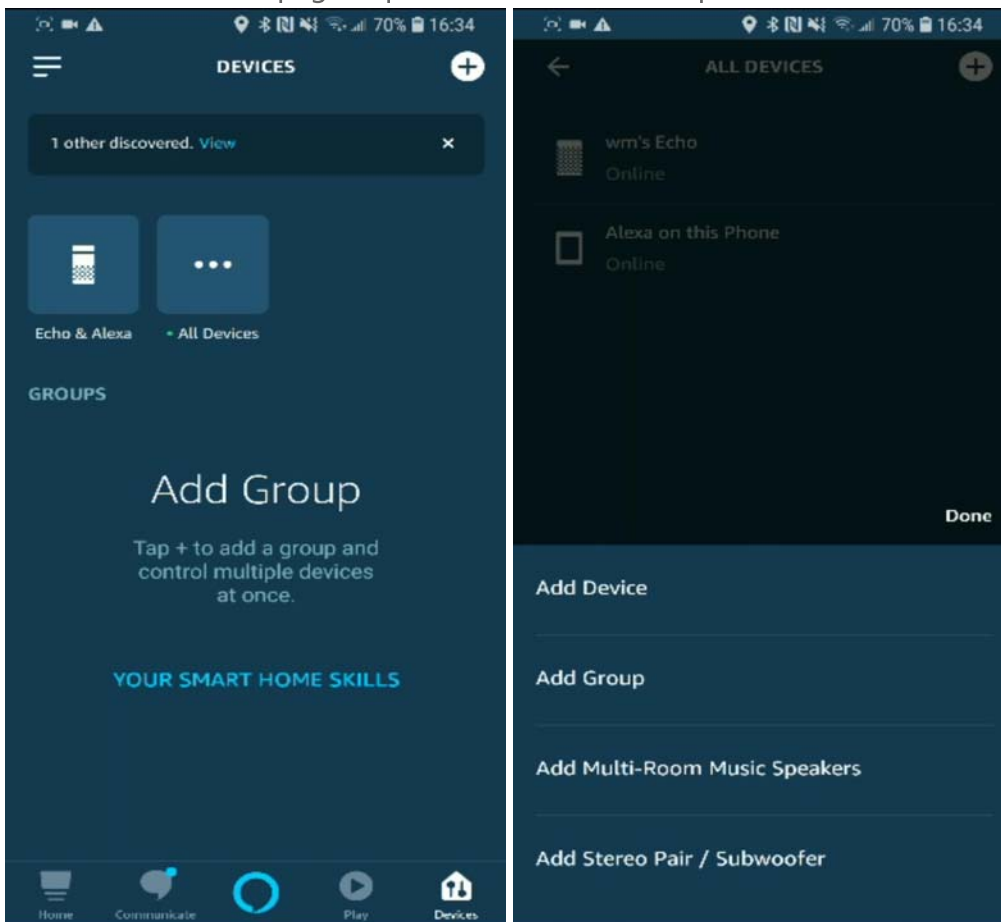 70% 16:34
DEVICES
1 other discovered. View
Echo & Alexa
All Devices
GROUPS
Add Group
Tap + to add a group and
control multiple devices
at once.
YOUR SMART HOME SKILLS
Home
Communicate
Play
Devices
70% 16:34
ALL DEVICES
wm's Echo
Online
Alexa on this Phone
Online
Done
Add Device
Add Group
Add Multi-Room Music Speakers
Add Stereo Pair / Subwoofer